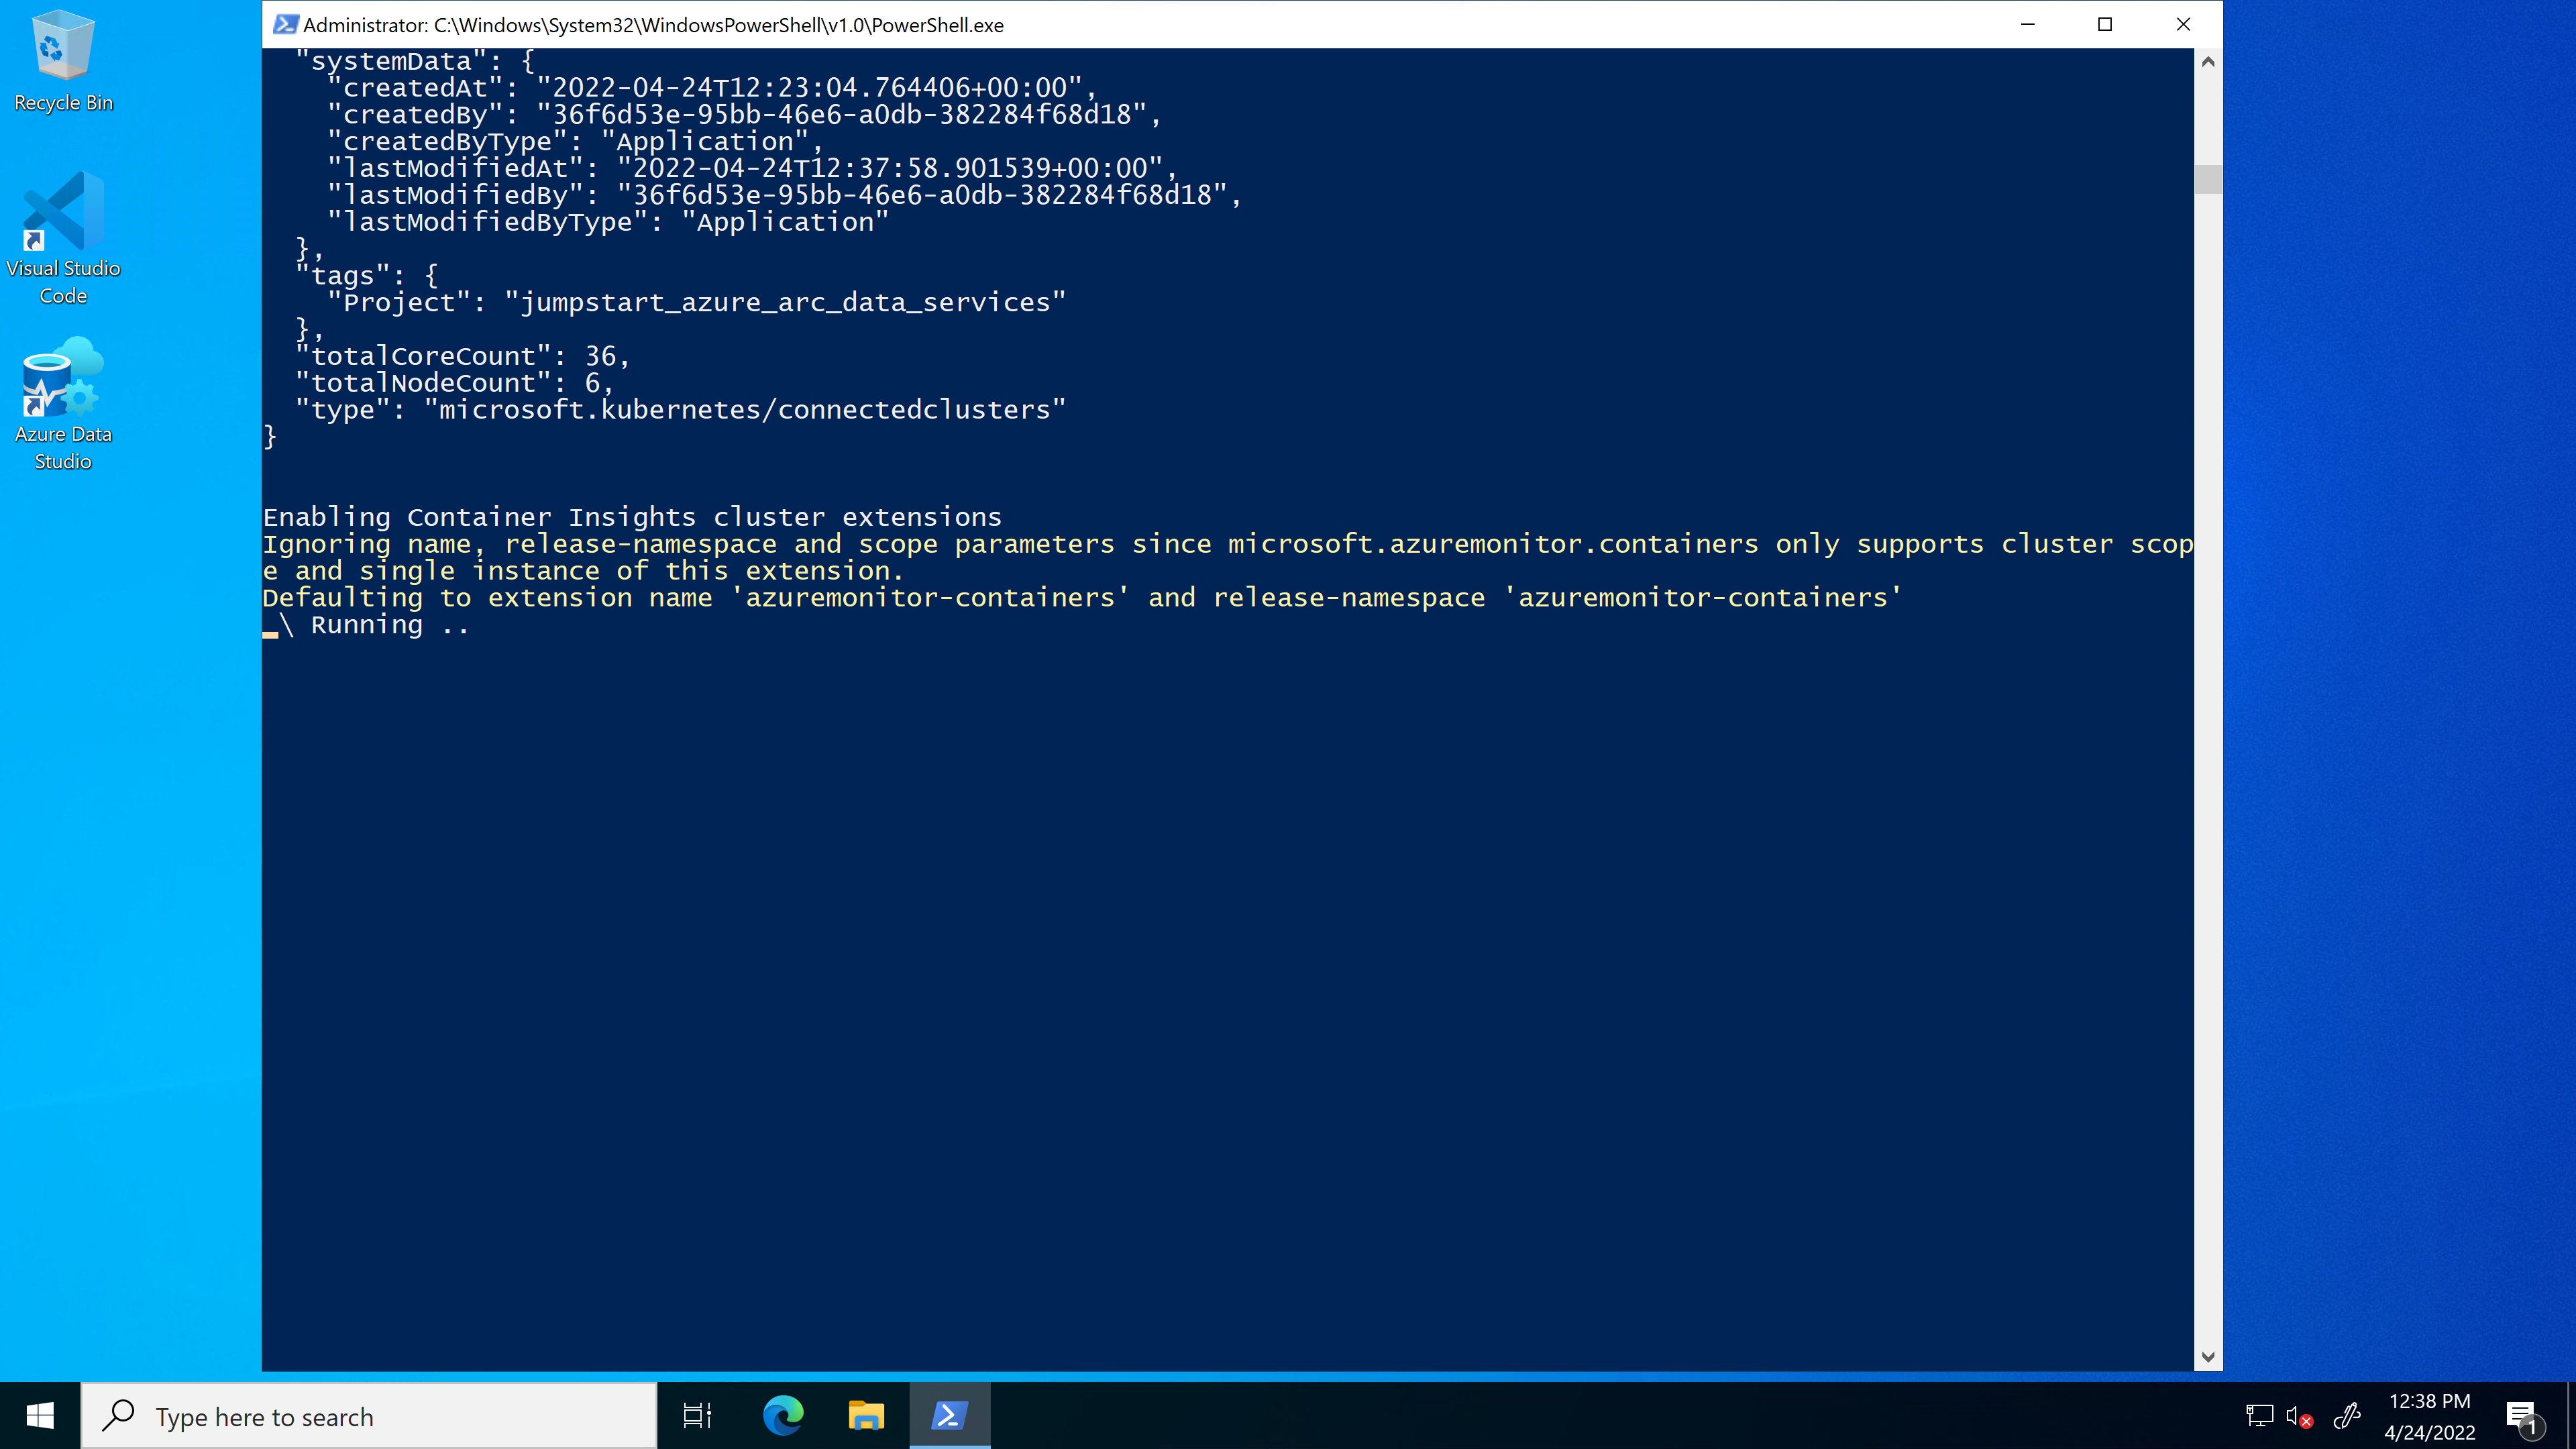 Administrator: C:\Windows\System32\WindowsPowerShell\v1.0\PowerShell.exe
Recycle Bin
Visual Studio
Code
Azure Data
Studio
"systemData": {
"createdAt": "2022-04-24T12:23:04.764406+00:00",
"createdBy": "36f6d53e-95bb-46e6-a0db-382284f68d18",
"createdByType": "Application",
"lastModifiedAt": "2022-04-24T12:37:58.901539+00:00",
"lastModifiedBy": "36f6d53e-95bb-46e6-a0db-382284f68d18",
"lastModifiedByType": "Application"
},
"tags": {
"Project": "jumpstart_azure_arc_data_services"
},
"totalCoreCount": 36,
"totalNodeCount": 6,
"type": "microsoft.kubernetes/connectedclusters"
}
Enabling Container Insights cluster extensions
Ignoring name, release-namespace and scope parameters since microsoft.azuremonitor.containers only supports cluster scop
e and single instance of this extension.
Defaulting to extension name 'azuremonitor-containers' and release-namespace 'azuremonitor-containers'
_\ Running ..
Type here to search
12:38 PM
4/24/2022
1